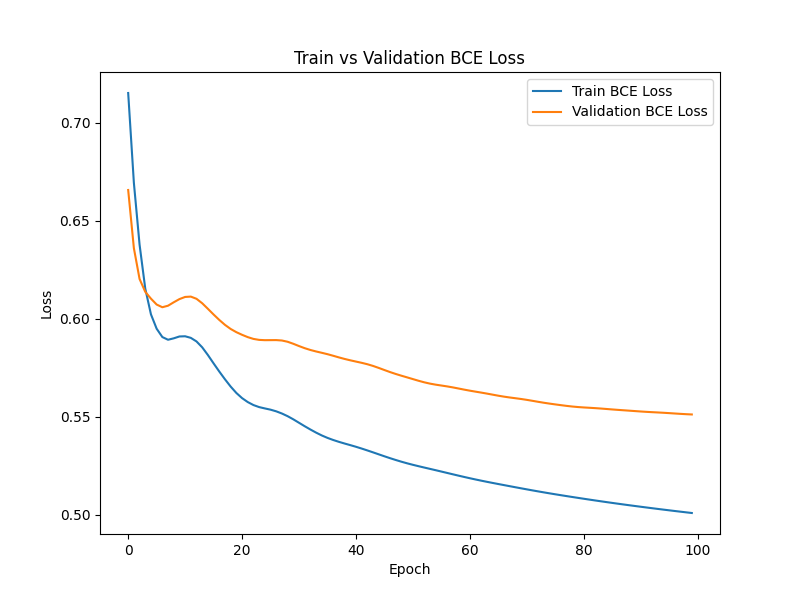 Train vs Validation BCE Loss
Train BCE Loss
Validation BCE Loss
0.70
0.65
0.60
0.55
0.50
Loss
0
20
40
60
80
100
Epoch